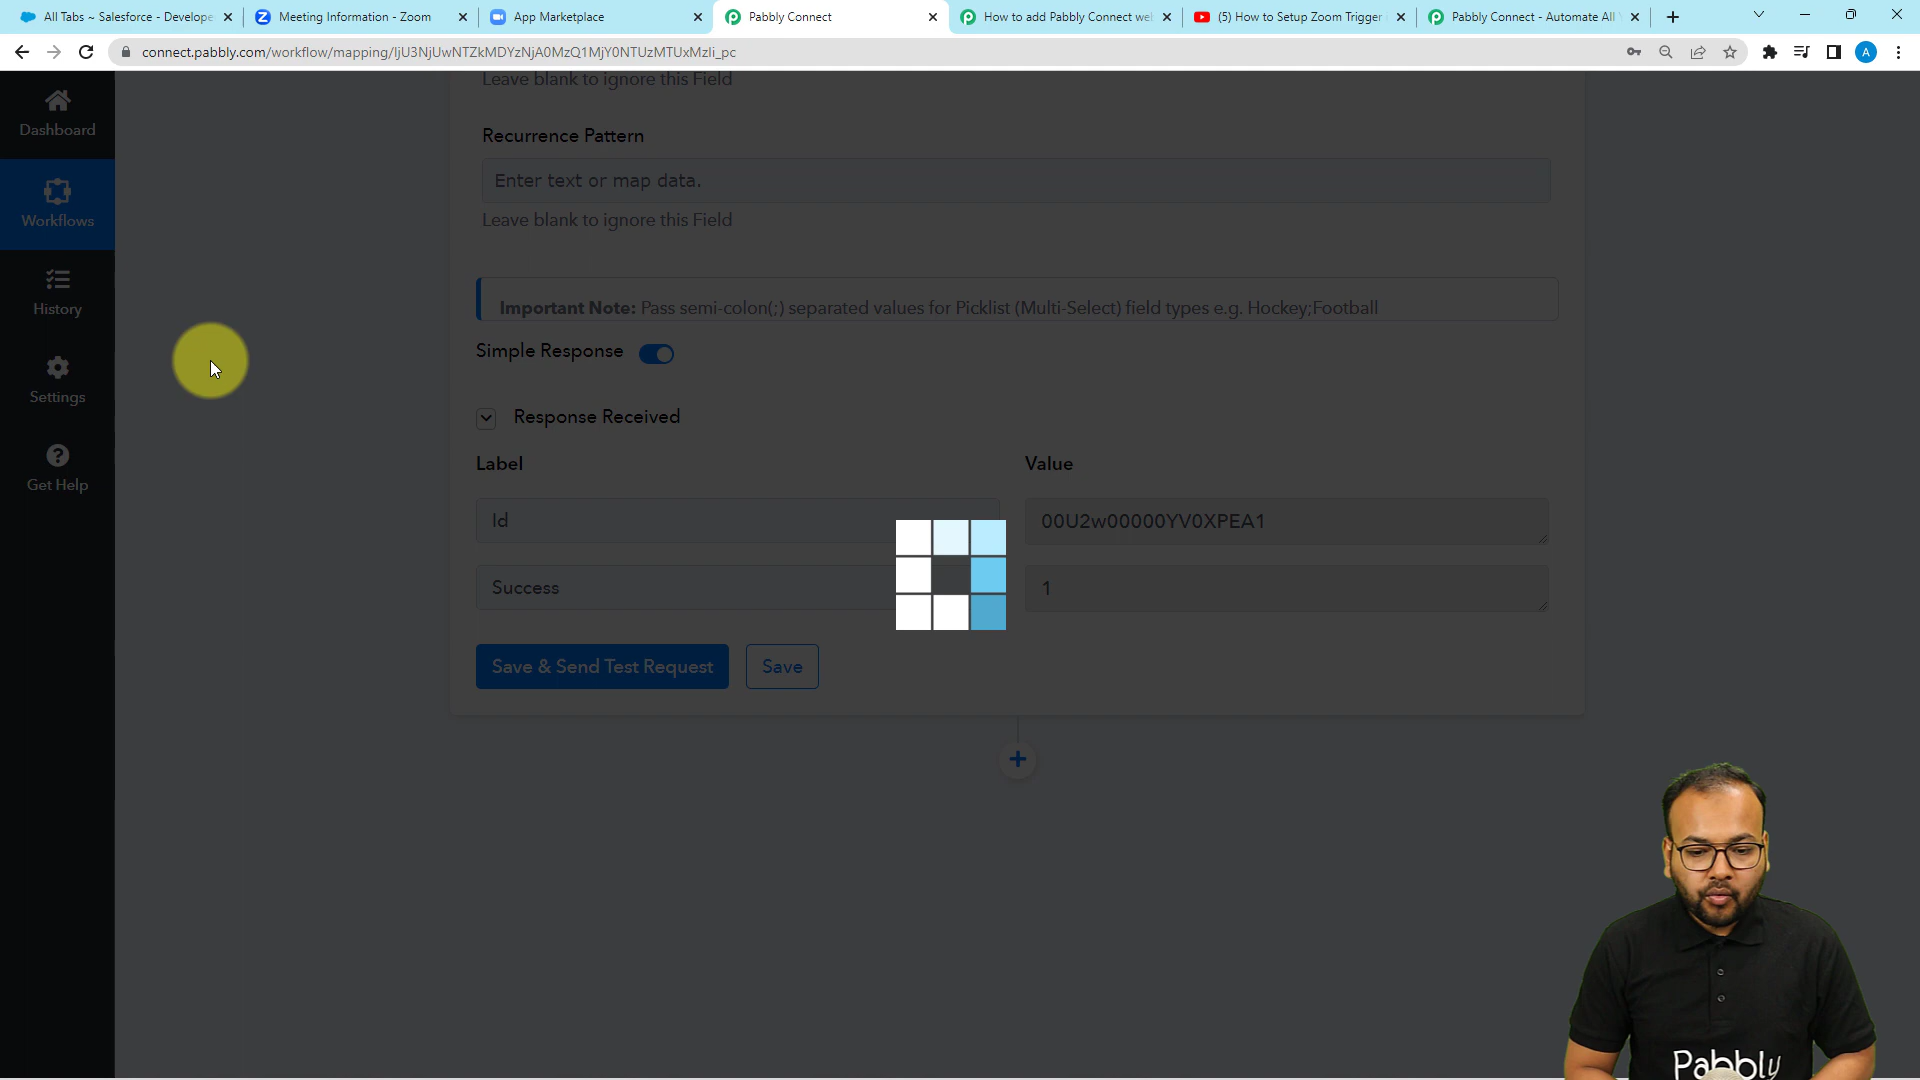 All Tabs ~ Salesforce - Develope
Meeting Information - Zoom
App Marketplace
Pabbly Connect
How to add Pabbly Connect we
(5) How to Setup Zoom Trigger
Pabbly Connect - Automate All
connect.pabbly.com/workflow/mapping/IjU3NjUwNTZkMDYzNjA0MzQ1MjY0NTUzMTUxMzIi_pc
A
Dashboard
Workflows
History
Settings
Get Help
Leave blank to ignore this Field
Recurrence Pattern
Enter text or map data.
Leave blank to ignore this Field
Important Note: Pass semi-colon(;) separated values for Picklist (Multi-Select) field types e.g. Hockey;Football
Simple Response
Response Received
Label
Value
Id
00U2w00000YV0XPEA1
Success
1
Save & Send Test Request
Save
Pabbly